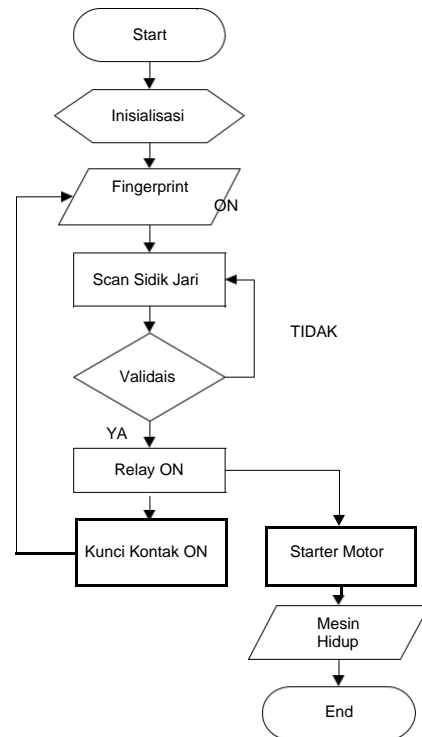 Start
Inisialisasi
Fingerprint
ON
Scan Sidik Jari
TIDAK
Validais
YA
Relay ON
Kunci Kontak ON
Starter Motor
Mesin
Hidup
End